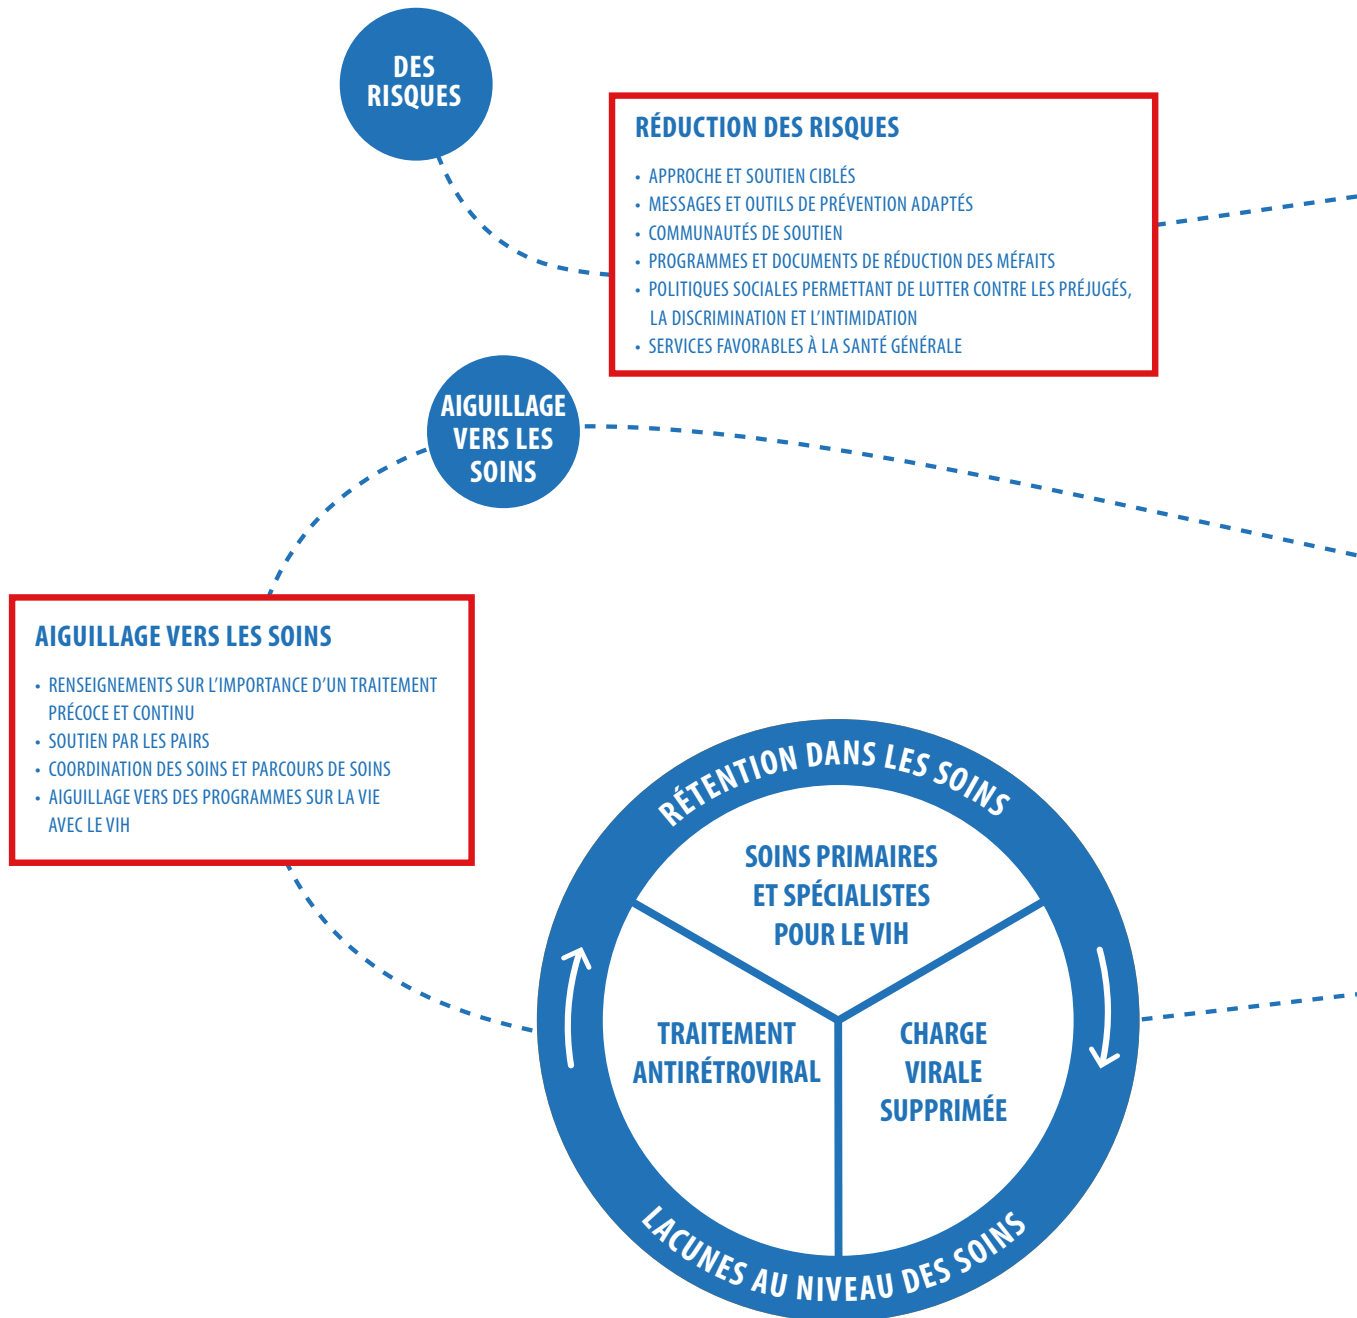 DES
RISQUES
RÉDUCTION DES RISQUES
• APPROCHE ET SOUTIEN CIBLÉS
• MESSAGES ET OUTILS DE PRÉVENTION ADAPTÉS
• COMMUNAUTÉS DE SOUTIEN
• PROGRAMMES ET DOCUMENTS DE RÉDUCTION DES MÉFAITS
• POLITIQUES SOCIALES PERMETTANT DE LUTTER CONTRE LES PRÉJUGÉS,
LA DISCRIMINATION ET L'INTIMIDATION
• SERVICES FAVORABLES À LA SANTÉ GÉNÉRALE
AIGUILLAGE
VERS LES
SOINS
AIGUILLAGE VERS LES SOINS
• RENSEIGNEMENTS SUR L'IMPORTANCE D'UN TRAITEMENT
PRÉCOCE ET CONTINU
• SOUTIEN PAR LES PAIRS
• COORDINATION DES SOINS ET PARCOURS DE SOINS
• AIGUILLAGE VERS DES PROGRAMMES SUR LA VIE
AVEC LE VIH
RÉTENTION DANS LES SOINS
SOINS PRIMAIRES
ET SPÉCIALISTES
POUR LE VIH
TRAITEMENT
ANTIRÉTROVIRAL
CHARGE
VIRALE
SUPPRIMÉE
LACUNES AU NIVEAU DES SOINS